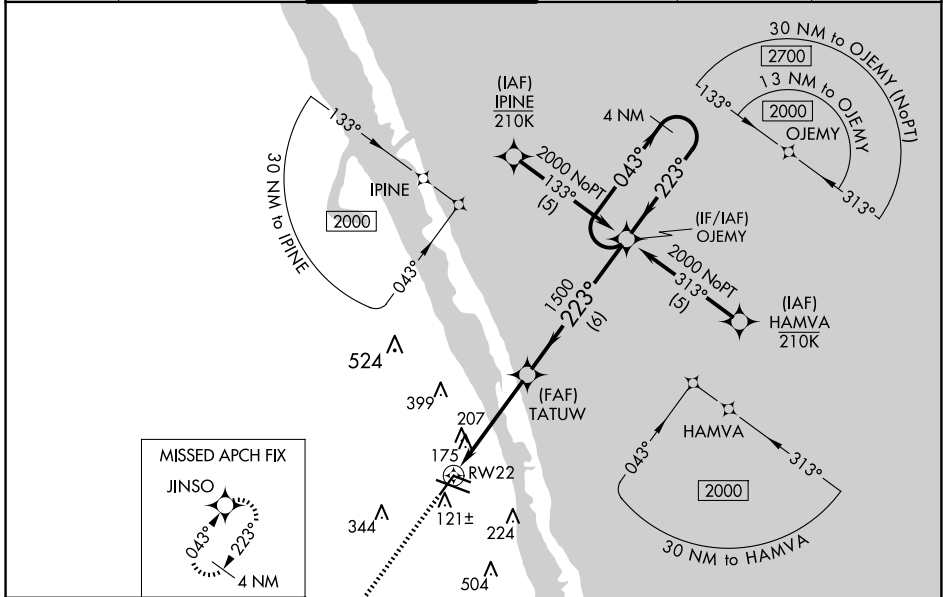 30 NM to OJEMY (NoPT)
2700
13 NM to OJEMY
2000
133°
OJEMY
313°
(IAF)
IPINE
210K
4 NM
043°
223°
2000 NoPT
133°
(5)
133°
IPINE
2000
30 NM to IPINE
043°
(IF/IAF)
OJEMY
2000 NoPT
313°
(5)
(IAF)
HAMVA
210K
1500
223°
(6)
524
399
(FAF)
TATUW
207
175
RW22
344
121±
224
504
HAMVA
043°
313°
2000
30 NM to HAMVA
MISSED APCH FIX
JINSO
043°
223°
4 NM